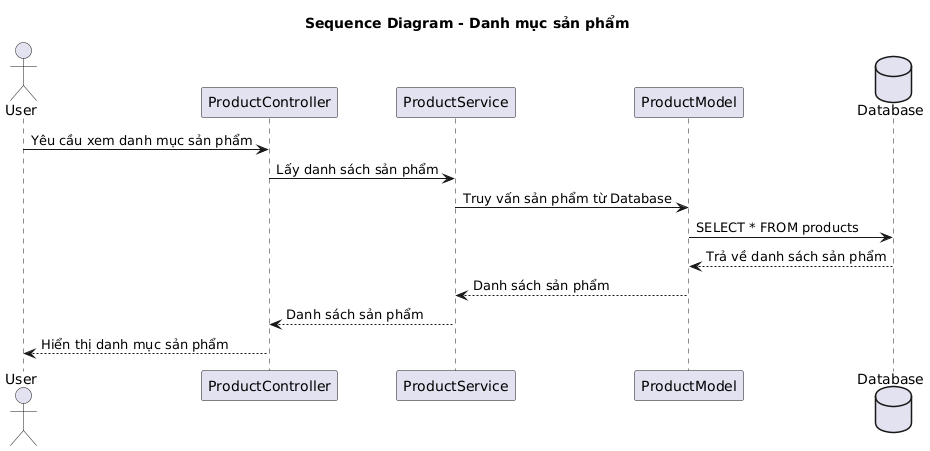 Sequence Diagram - Danh mục sản phẩm
User
ProductController
ProductService
ProductModel
Database
Yêu cầu xem danh mục sản phẩm
Lấy danh sách sản phẩm
Truy vấn sản phẩm từ Database
SELECT * FROM products
Trả về danh sách sản phẩm
Danh sách sản phẩm
Danh sách sản phẩm
Hiển thị danh mục sản phẩm
User
ProductController
ProductService
ProductModel
Database